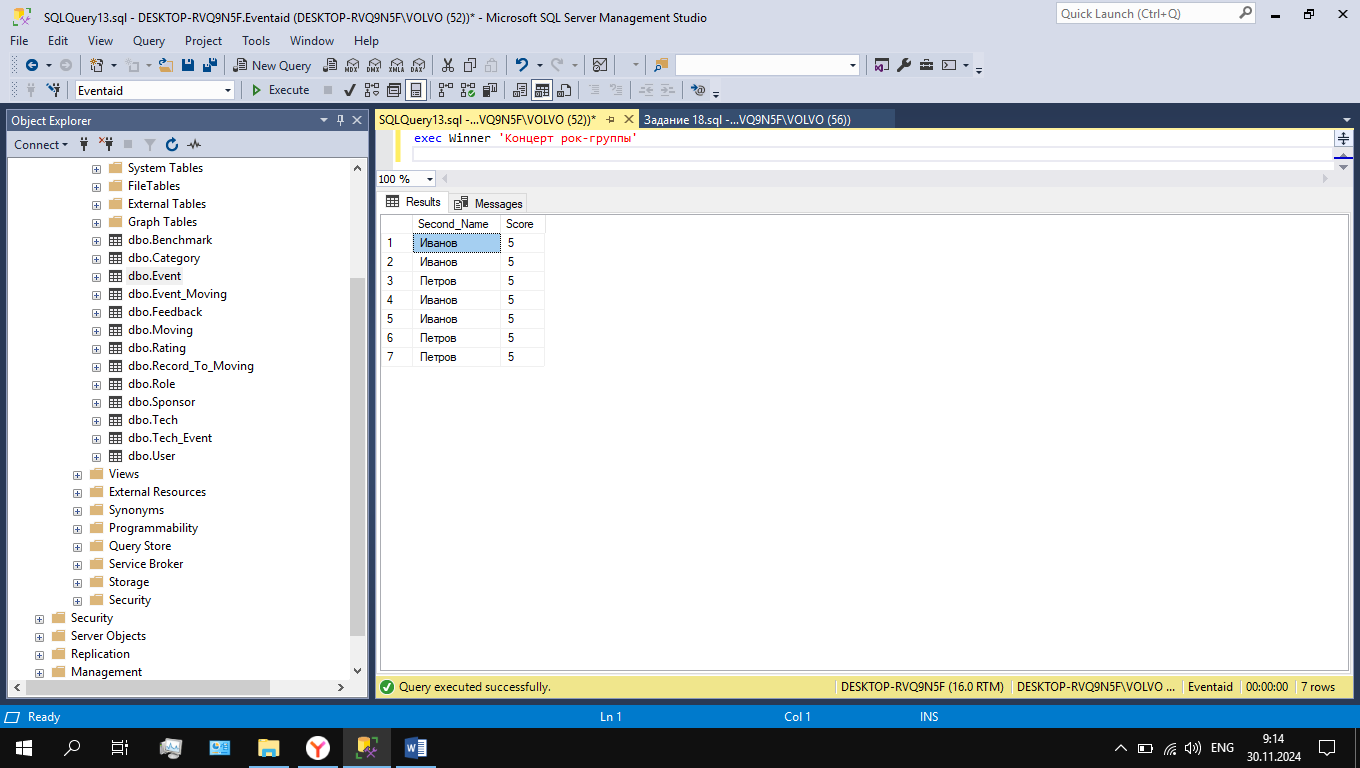 SQLQuery13.sql - DESKTOP-RVQ9N5F.Eventaid (DESKTOP-RVQ9N5F\VOLVO (52))* - Microsoft SQL Server Management Studio
Quick Launch (Ctrl+Q)
File Edit View Query Project Tools Window Help
New Query
MDX DMX XMLA DAX
Eventaid
Execute
Object Explorer
SQLQuery13.sql -...VQ9N5F\VOLVO (52))*
Задание 18.sql -...VQ9N5F\VOLVO (56))
Connect
exec Winner 'Концерт рок-группы'
100 %
Results
Messages
Second_Name Score
1 Иванов 5
2 Иванов 5
3 Петров 5
4 Иванов 5
5 Иванов 5
6 Петров 5
7 Петров 5
System Tables
FileTables
External Tables
Graph Tables
dbo.Benchmark
dbo.Category
dbo.Event
dbo.Event_Moving
dbo.Feedback
dbo.Moving
dbo.Rating
dbo.Record_To_Moving
dbo.Role
dbo.Sponsor
dbo.Tech
dbo.Tech_Event
dbo.User
Views
External Resources
Synonyms
Programmability
Query Store
Service Broker
Storage
Security
Security
Server Objects
Replication
Management
Query executed successfully.
DESKTOP-RVQ9N5F (16.0 RTM)
DESKTOP-RVQ9N5F\VOLVO ...
Eventaid
00:00:00
7 rows
Ready
Ln 1
Col 1
INS
ENG
9:14
30.11.2024